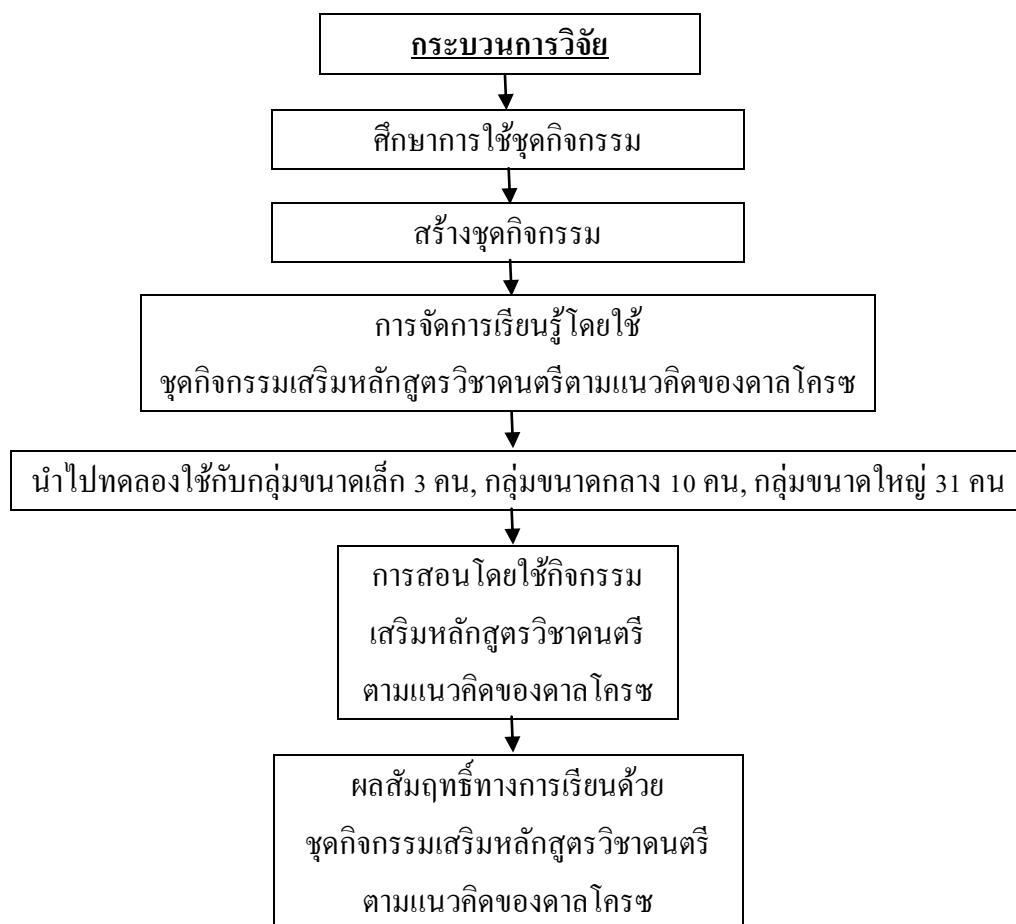 กระบวนการวิจัย
ศึกษาการใช้ชุดกิจกรรม
สร้างชุดกิจกรรม
การจัดการเรียนรู้โดยใช้
ชุดกิจกรรมเสริมหลักสูตรวิชาดนตรีตามแนวคิดของดาลโครซ
นำไปทดลองใช้กับกลุ่มขนาดเล็ก 3 คน, กลุ่มขนาดกลาง 10 คน, กลุ่มขนาดใหญ่ 31 คน
การสอนโดยใช้กิจกรรม
เสริมหลักสูตรวิชาดนตรี
ตามแนวคิดของดาลโครซ
ผลสัมฤทธิ์ทางการเรียนด้วย
ชุดกิจกรรมเสริมหลักสูตรวิชาดนตรี
ตามแนวคิดของดาลโครซ